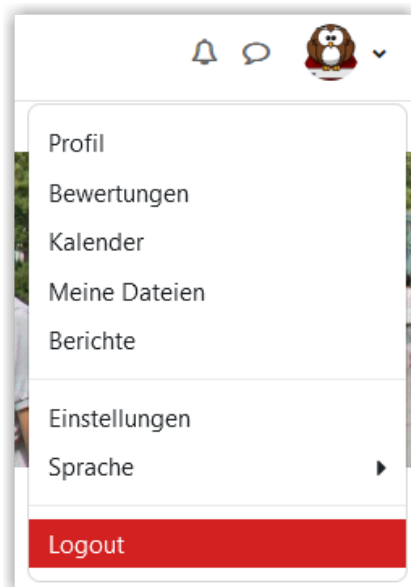 Profil
Bewertungen
Kalender
Meine Dateien
Berichte
Einstellungen
Sprache
Logout